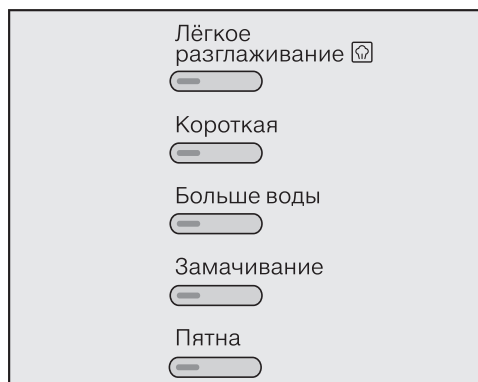 Лёгкое
разглаживание
Короткая
Больше воды
Замачивание
Пятна